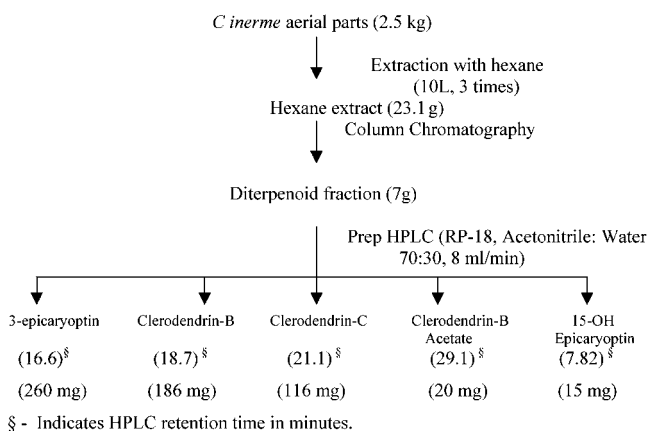 C inerme aerial parts (2.5 kg)
Extraction with hexane
(10L, 3 times)
Hexane extract (23.1 g)
Column Chromatography
Diterpenoid fraction (7g)
Prep HPLC (RP-18, Acetonitrile: Water
70:30, 8 ml/min)
3-epicaryoptin Clerodendrin-B Clerodendrin-C Clerodendrin-B 15-OH
Acetate Epicaryoptin
(16.6)§ (18.7) § (21.1) § (29.1) § (7.82) §
(260 mg) (186 mg) (116 mg) (20 mg) (15 mg)
§ - Indicates HPLC retention time in minutes.